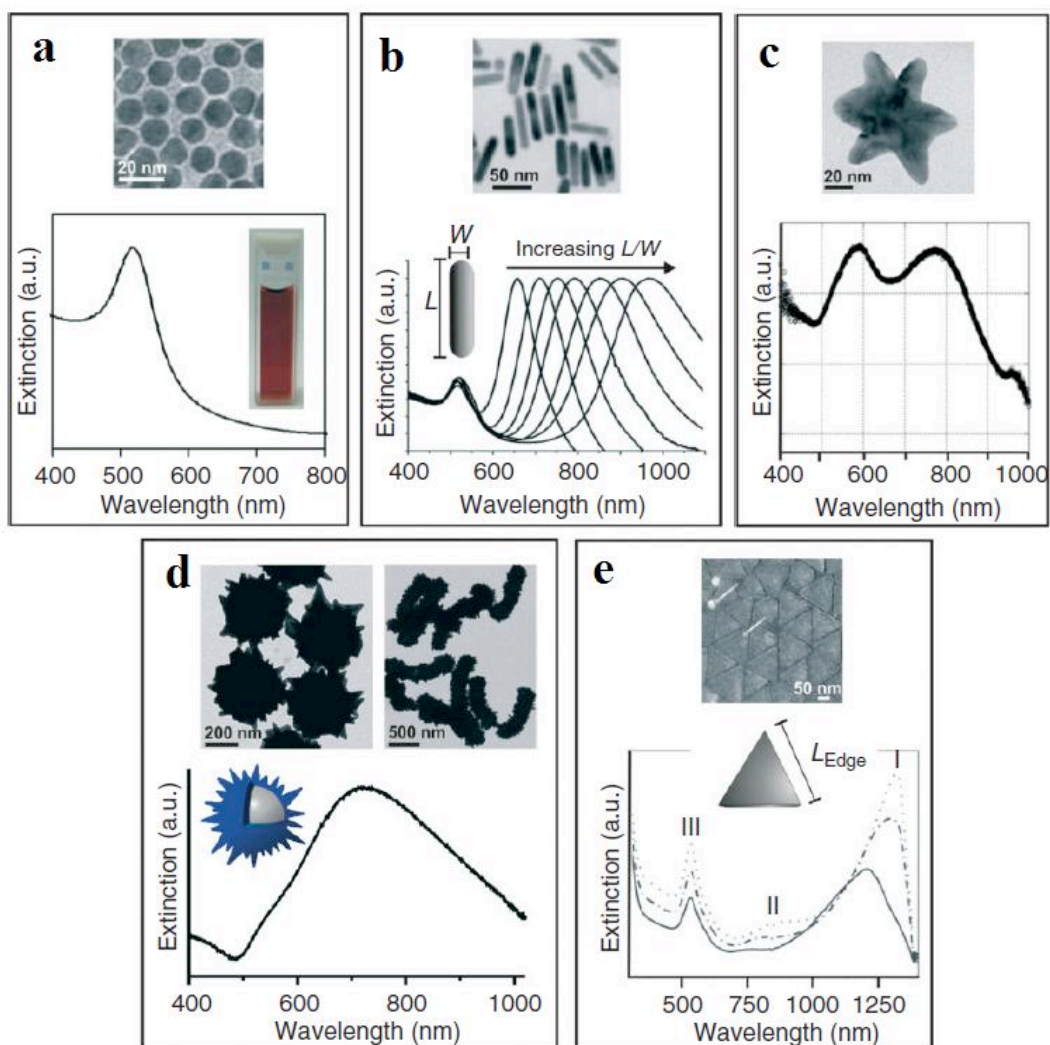 a
20 nm
Extinction (a.u.)
400 500 600 700 800
Wavelength (nm)
b
50 nm
W
L
Increasing L/W
Extinction (a.u.)
400 600 800 1000
Wavelength (nm)
c
20 nm
Extinction (a.u.)
400 600 800 1000
Wavelength (nm)
d
200 nm
500 nm
Extinction (a.u.)
400 600 800 1000
Wavelength (nm)
e
50 nm
LEdge
I
III
II
Extinction (a.u.)
500 750 1000 1250
Wavelength (nm)